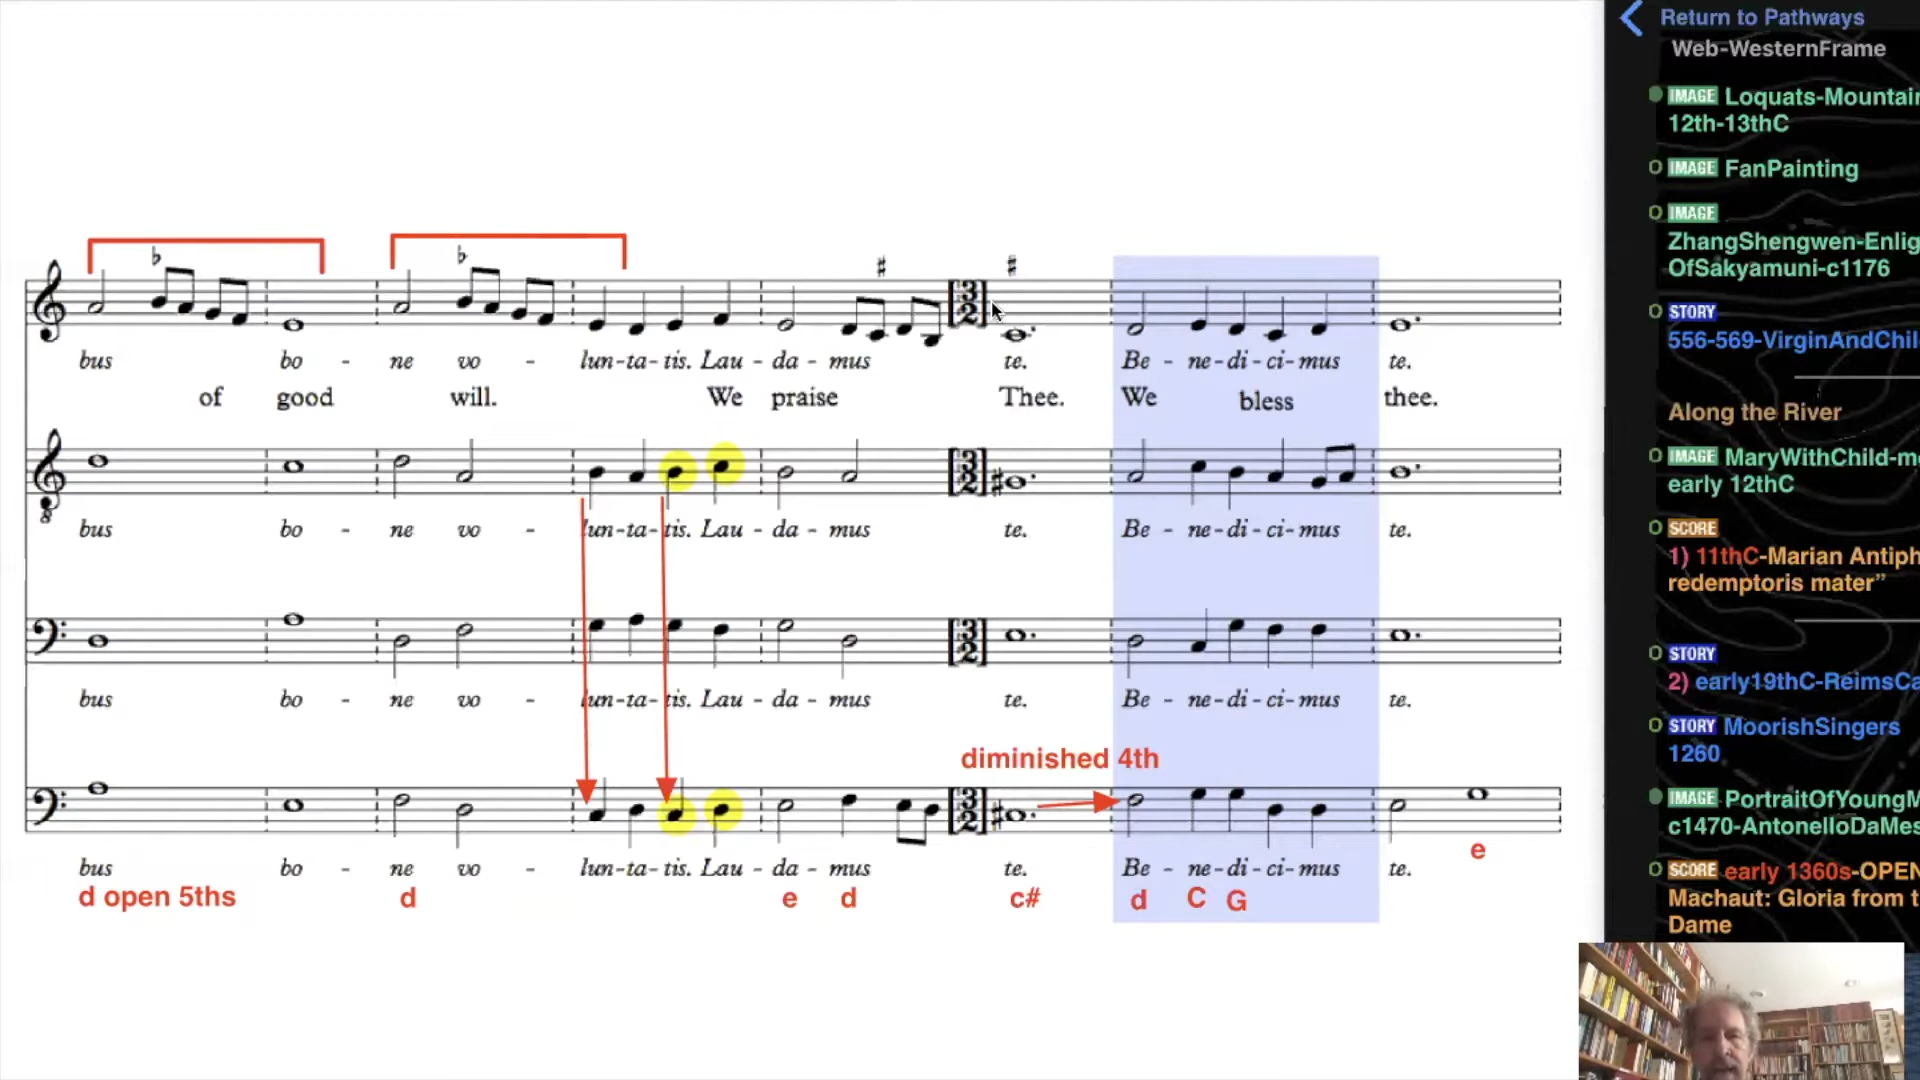 bus bo - ne vo - lun-ta-tis. Lau - da - mus te. Be - ne-di-ci-mus te.
of good will. We praise Thee. We bless thee.
bus bo - ne vo - lun-ta-tis. Lau - da - mus te. Be - ne-di-ci-mus te.
bus bo - ne vo - lun-ta-tis. Lau - da - mus te. Be - ne-di-ci-mus te.
diminished 4th
bus bo - ne vo - lun-ta-tis. Lau - da - mus te. Be - ne-di-ci-mus te.
e
d open 5ths d e d c# d C G
Return to Pathways
Web-WesternFrame
IMAGE Loquats-Mountain
12th-13thC
IMAGE FanPainting
IMAGE
ZhangShengwen-Enlig
OfSakyamuni-c1176
STORY
556-569-VirginAndChil
Along the River
IMAGE MaryWithChild-m
early 12thC
SCORE
1) 11thC-Marian Antiph
redemptoris mater”
STORY
2) early19thC-ReimsCa
STORY MoorishSingers
1260
IMAGE PortraitOfYoungM
c1470-AntonelloDaMes
SCORE early 1360s-OPEN
Machaut: Gloria from t
Dame